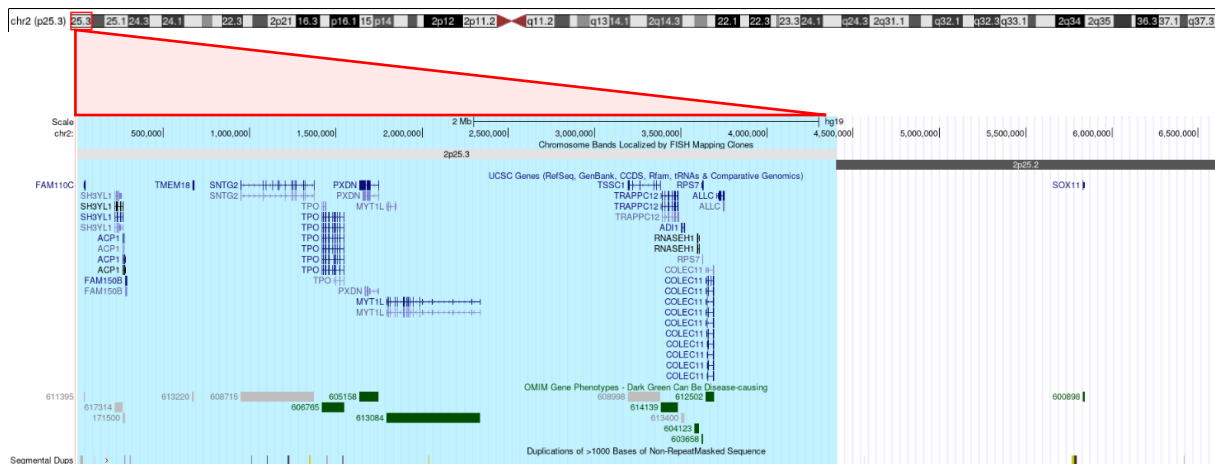 chr2 (p25.3) 25.3 25.1 24.3 24.1 22.3 2p21 16.3 p16.1 15 p14 2p12 2p11.2 q11.2 q13 14.1 2q14.3 22.1 22.3 23.3 24.1 q24.3 2q31.1 q32.1 q32.3 q33.1 2q34 2q35 36.3 37.1 q37.3
Scale 2 Mb hg19
chr2: 500,000 1,000,000 1,500,000 2,000,000 2,500,000 3,000,000 3,500,000 4,000,000 4,500,000 5,000,000 5,500,000 6,000,000 6,500,000
Chromosome Bands Localized by FISH Mapping Clones
2p25.3 2p25.2
UCSC Genes (RefSeq, GenBank, CCDS, Rfam, tRNAs & Comparative Genomics)
FAM110C TMEM18 SNTG2 PXDN TSSC1 RPS7 SOX11
SH3YL1 SNTG2 PXDN TRAPPC12 ALLC
SH3YL1 TPO MYT1L TRAPPC12 ALLC
SH3YL1 TPO TRAPPC12
SH3YL1 TPO ADI1
ACP1 TPO RNASEH1
ACP1 TPO RNASEH1
ACP1 TPO RPS7
ACP1 TPO COLEC11
FAM150B TPO COLEC11
FAM150B PXDN COLEC11
MYT1L COLEC11
MYT1L COLEC11
COLEC11
COLEC11
COLEC11
COLEC11
COLEC11
COLEC11
OMIM Gene Phenotypes - Dark Green Can Be Disease-causing
611395 613220 608715 605158 608998 612502 600898
617314 606765 614139
171500 613084 613400
604123
603658
Duplications of >1000 Bases of Non-RepeatMasked Sequence
Segmental Dups